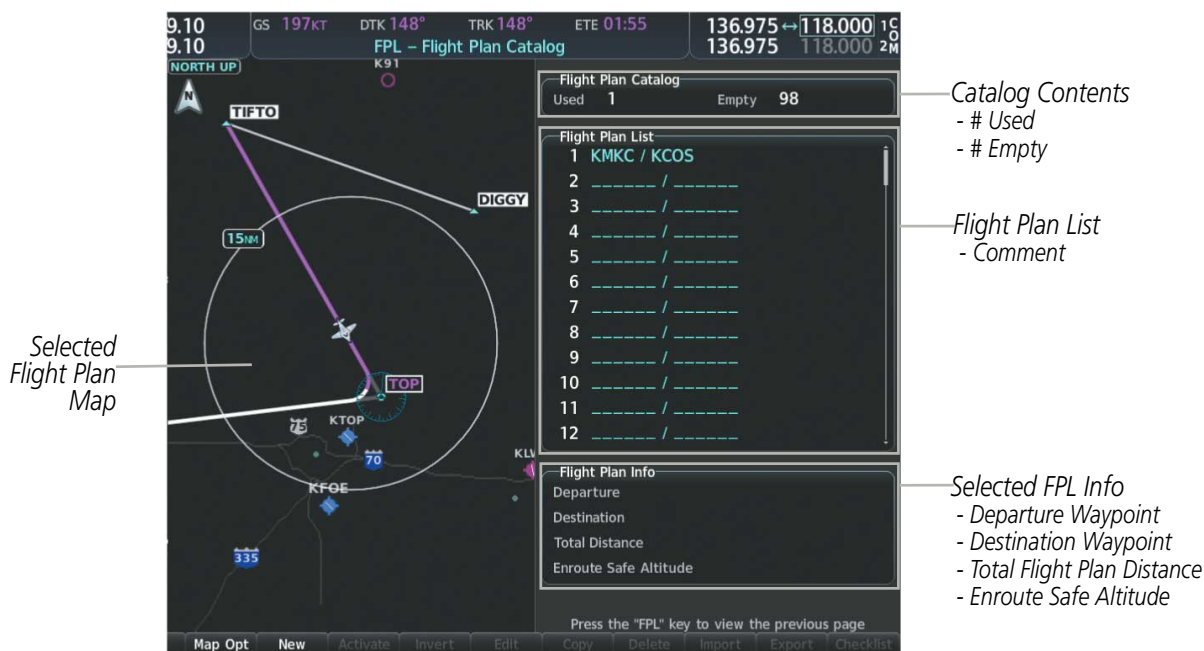 9.10 GS 197KT DTK 148° TRK 148° ETE 01:55 136.975 ↔ 118.000 1 C
9.10 FPL – Flight Plan Catalog 136.975 118.000 2 O M
NORTH UP
N
K91
TIFTO
DIGGY
15NM
TOP
75
KTOP
70
KL
KFOE
335
Flight Plan Catalog
Used 1 Empty 98
Flight Plan List
1 KMKC / KCOS
2 ______ / ______
3 ______ / ______
4 ______ / ______
5 ______ / ______
6 ______ / ______
7 ______ / ______
8 ______ / ______
9 ______ / ______
10 ______ / ______
11 ______ / ______
12 ______ / ______
Flight Plan Info
Departure
Destination
Total Distance
Enroute Safe Altitude
Press the "FPL" key to view the previous page
Map Opt New Activate Invert Edit Copy Delete Import Export Checklist
Selected
Flight Plan
Map
Catalog Contents
- # Used
- # Empty
Flight Plan List
- Comment
Selected FPL Info
- Departure Waypoint
- Destination Waypoint
- Total Flight Plan Distance
- Enroute Safe Altitude